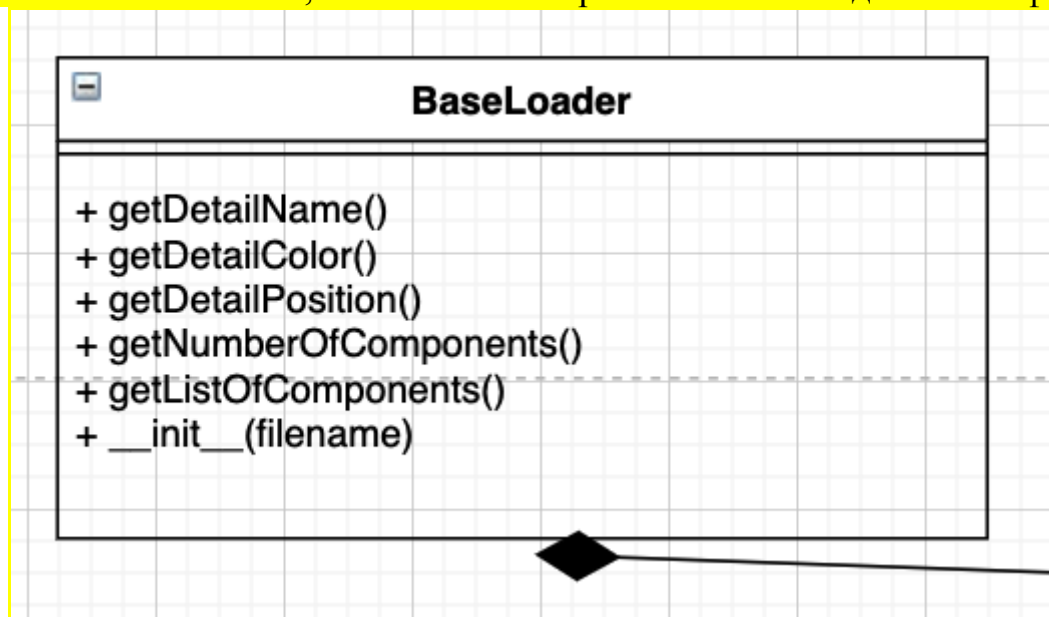 BaseLoader
+ getDetailName()
+ getDetailColor()
+ getDetailPosition()
+ getNumberOfComponents()
+ getListOfComponents()
+ __init__(filename)